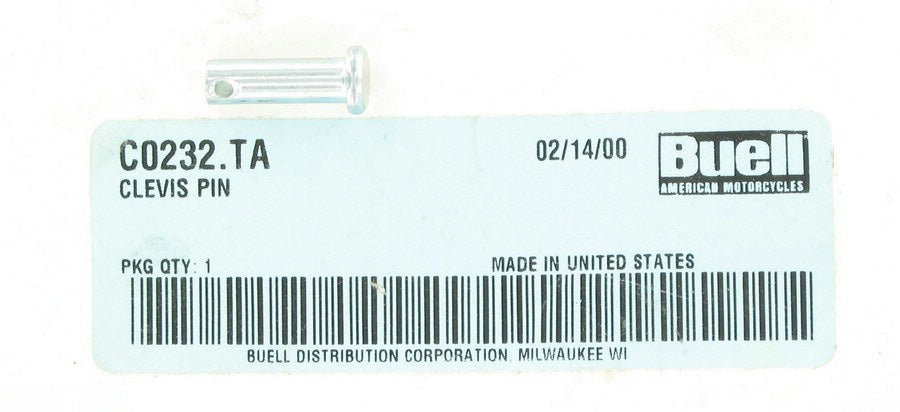 C0232.TA
02/14/00
Buell
AMERICAN MOTORCYCLES
CLEVIS PIN
PKG QTY: 1
MADE IN UNITED STATES
BUELL DISTRIBUTION CORPORATION. MILWAUKEE WI